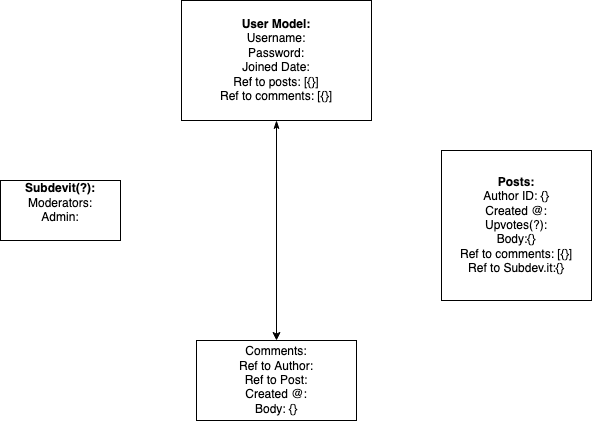 User Model:
Username:
Password:
Joined Date:
Ref to posts: [{}]
Ref to comments: [{}]
Subdevit(?):
Moderators:
Admin:
Posts:
Author ID: {}
Created @:
Upvotes(?):
Body:{}
Ref to comments: [{}]
Ref to Subdev.it:{}
Comments:
Ref to Author:
Ref to Post:
Created @:
Body: {}